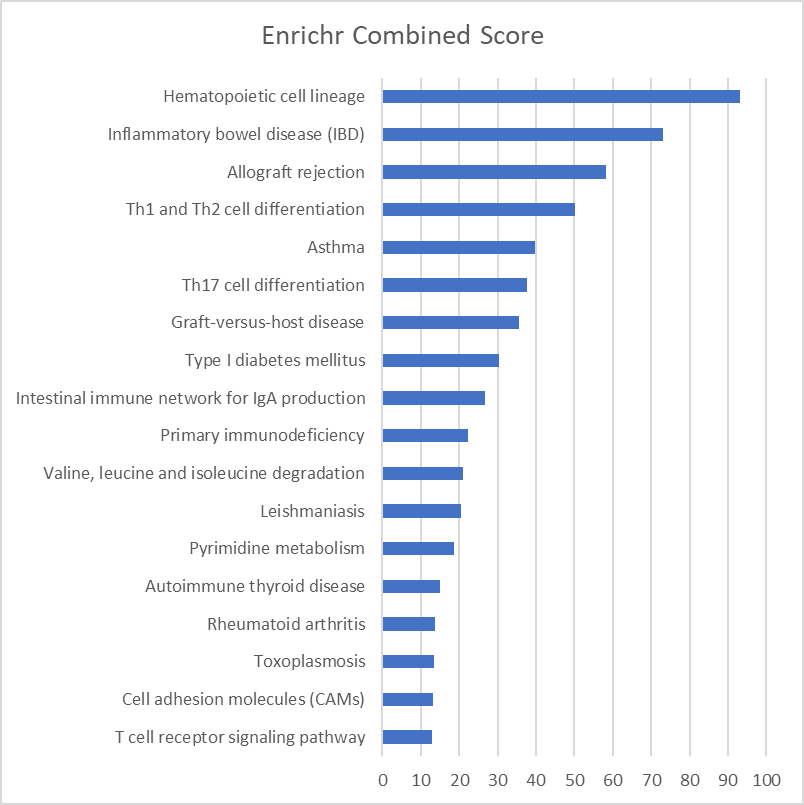 Enrichr Combined Score
Hematopoietic cell lineage
Inflammatory bowel disease (IBD)
Allograft rejection
Th1 and Th2 cell differentiation
Asthma
Th17 cell differentiation
Graft-versus-host disease
Type I diabetes mellitus
Intestinal immune network for IgA production
Primary immunodeficiency
Valine, leucine and isoleucine degradation
Leishmaniasis
Pyrimidine metabolism
Autoimmune thyroid disease
Rheumatoid arthritis
Toxoplasmosis
Cell adhesion molecules (CAMs)
T cell receptor signaling pathway
0 10 20 30 40 50 60 70 80 90 100